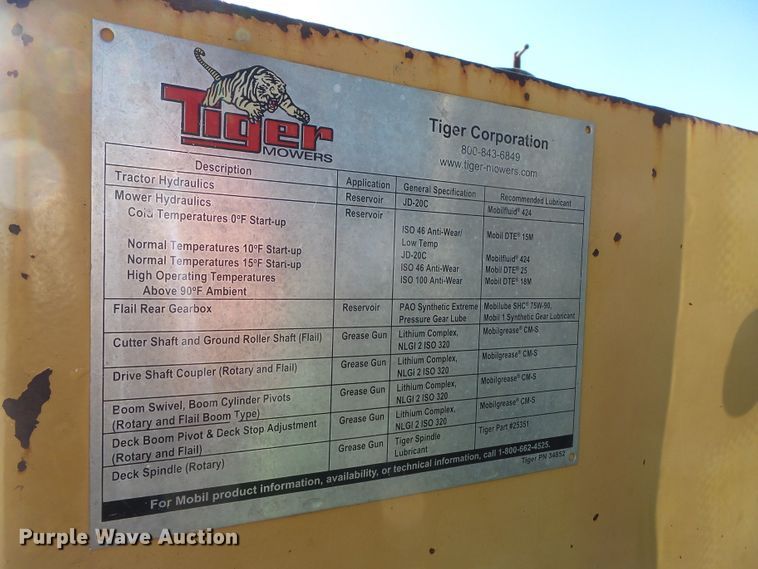 Tiger
MOWERS
Tiger Corporation
800-843-6849
www.tiger-mowers.com
Description Application General Specification Recommended Lubricant
Tractor Hydraulics Reservoir JD-20C Mobilfluid® 424
Mower Hydraulics Reservoir
Cold Temperatures 0°F Start-up ISO 46 Anti-Wear/ Mobil DTE® 15M
Low Temp
Normal Temperatures 10°F Start-up JD-20C Mobilfluid® 424
Normal Temperatures 15°F Start-up ISO 46 Anti-Wear Mobil DTE® 25
High Operating Temperatures ISO 100 Anti-Wear Mobil DTE® 18M
Above 90°F Ambient
Flail Rear Gearbox Reservoir PAO Synthetic Extreme Mobilube SHC® 75W-90,
Pressure Gear Lube Mobil 1 Synthetic Gear Lubricant
Cutter Shaft and Ground Roller Shaft (Flail) Grease Gun Lithium Complex, Mobilgrease® CM-S
NLGI 2 ISO 320
Drive Shaft Coupler (Rotary and Flail) Grease Gun Lithium Complex, Mobilgrease® CM-S
NLGI 2 ISO 320
Boom Swivel, Boom Cylinder Pivots Grease Gun Lithium Complex, Mobilgrease® CM-S
(Rotary and Flail Boom Type) NLGI 2 ISO 320
Deck Boom Pivot & Deck Stop Adjustment Grease Gun Lithium Complex, Mobilgrease® CM-S
(Rotary and Flail) NLGI 2 ISO 320
Deck Spindle (Rotary) Grease Gun Tiger Spindle Tiger Part #25351
Lubricant
For Mobil product information, availability, or technical information, call 1-800-662-4525.
Tiger PN 34852
Purple Wave Auction